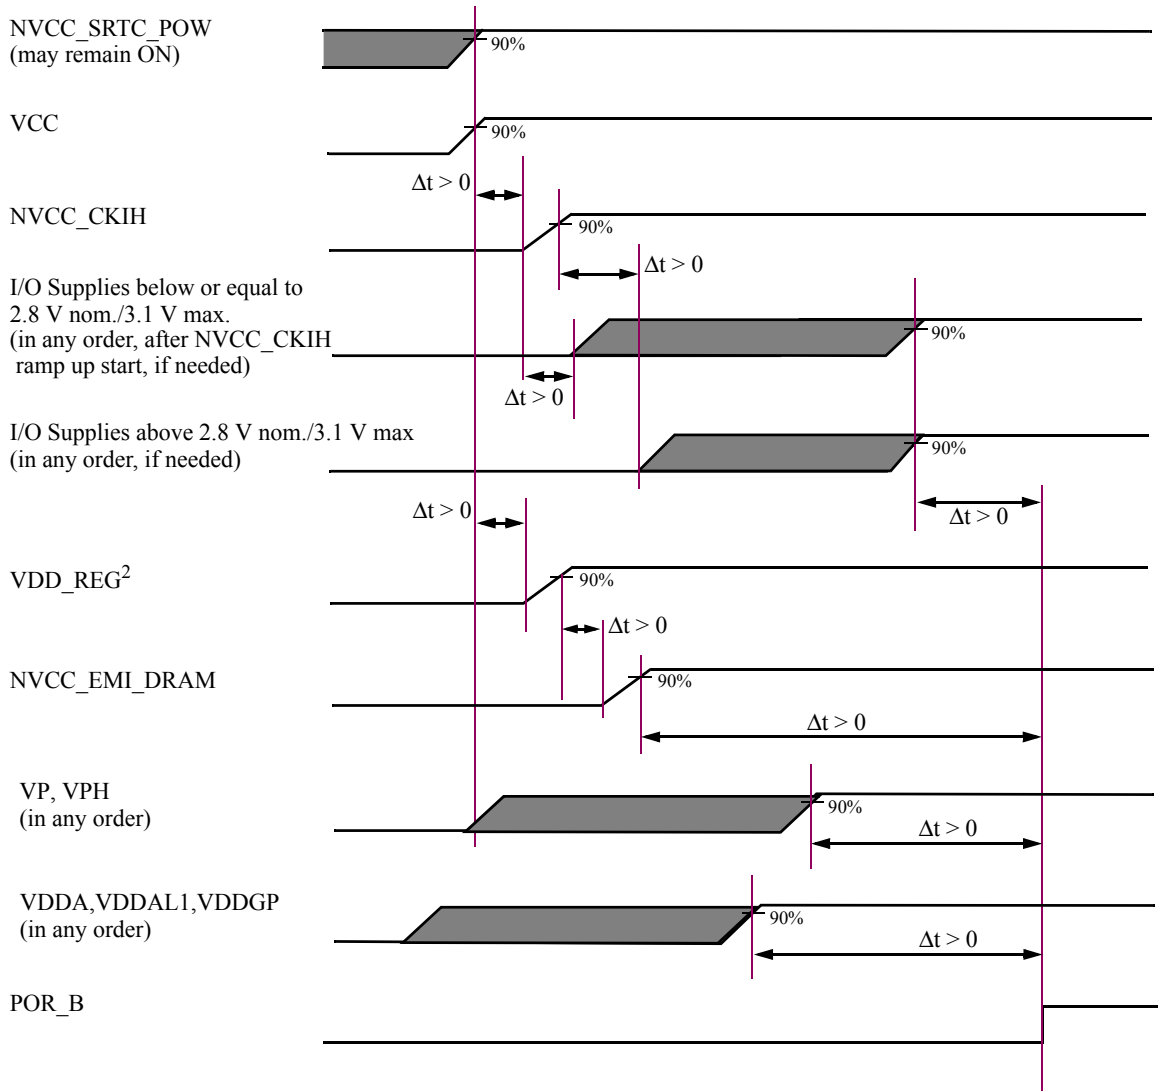 NVCC_SRTC_POW
(may remain ON)
90%
VCC
90%
Δt > 0
NVCC_CKIH
90%
Δt > 0
I/O Supplies below or equal to
2.8 V nom./3.1 V max.
(in any order, after NVCC_CKIH
ramp up start, if needed)
90%
Δt > 0
I/O Supplies above 2.8 V nom./3.1 V max
(in any order, if needed)
90%
Δt > 0
Δt > 0
VDD_REG²
90%
Δt > 0
NVCC_EMI_DRAM
90%
Δt > 0
VP, VPH
(in any order)
90%
Δt > 0
VDDA,VDDAL1,VDDGP
(in any order)
90%
Δt > 0
POR_B